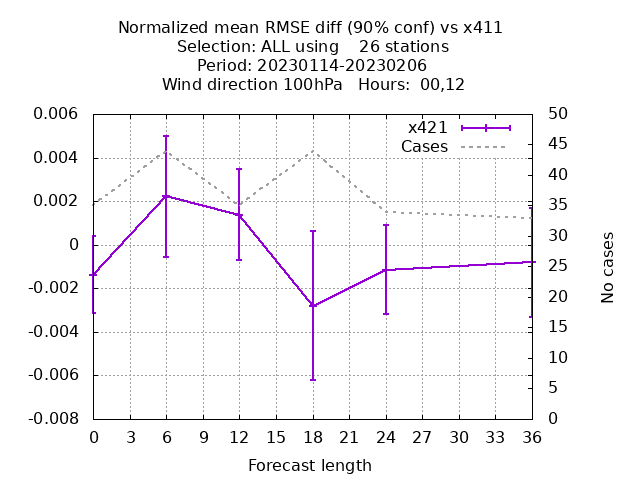 Normalized mean RMSE diff (90% conf) vs x411
Selection: ALL using    26 stations
Period: 20230114-20230206
Wind direction 100hPa   Hours:  00,12
0.006
0.004
0.002
0
-0.002
-0.004
-0.006
-0.008
x421
Cases
50
45
40
35
30
25
20
15
10
5
0
No cases
0 3 6 9 12 15 18 21 24 27 30 33 36
Forecast length